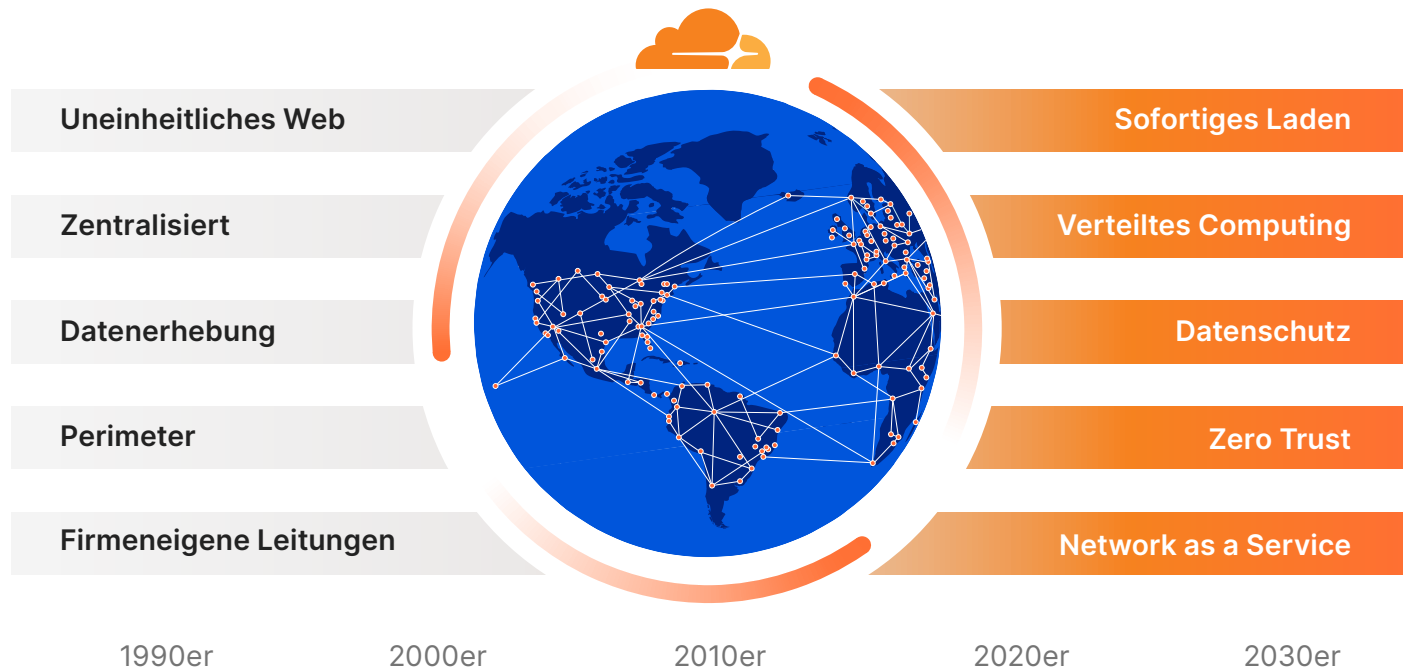 Uneinheitliches Web
Sofortiges Laden
Zentralisiert
Verteiltes Computing
Datenerhebung
Datenschutz
Perimeter
Zero Trust
Firmeneigene Leitungen
Network as a Service
1990er
2000er
2010er
2020er
2030er